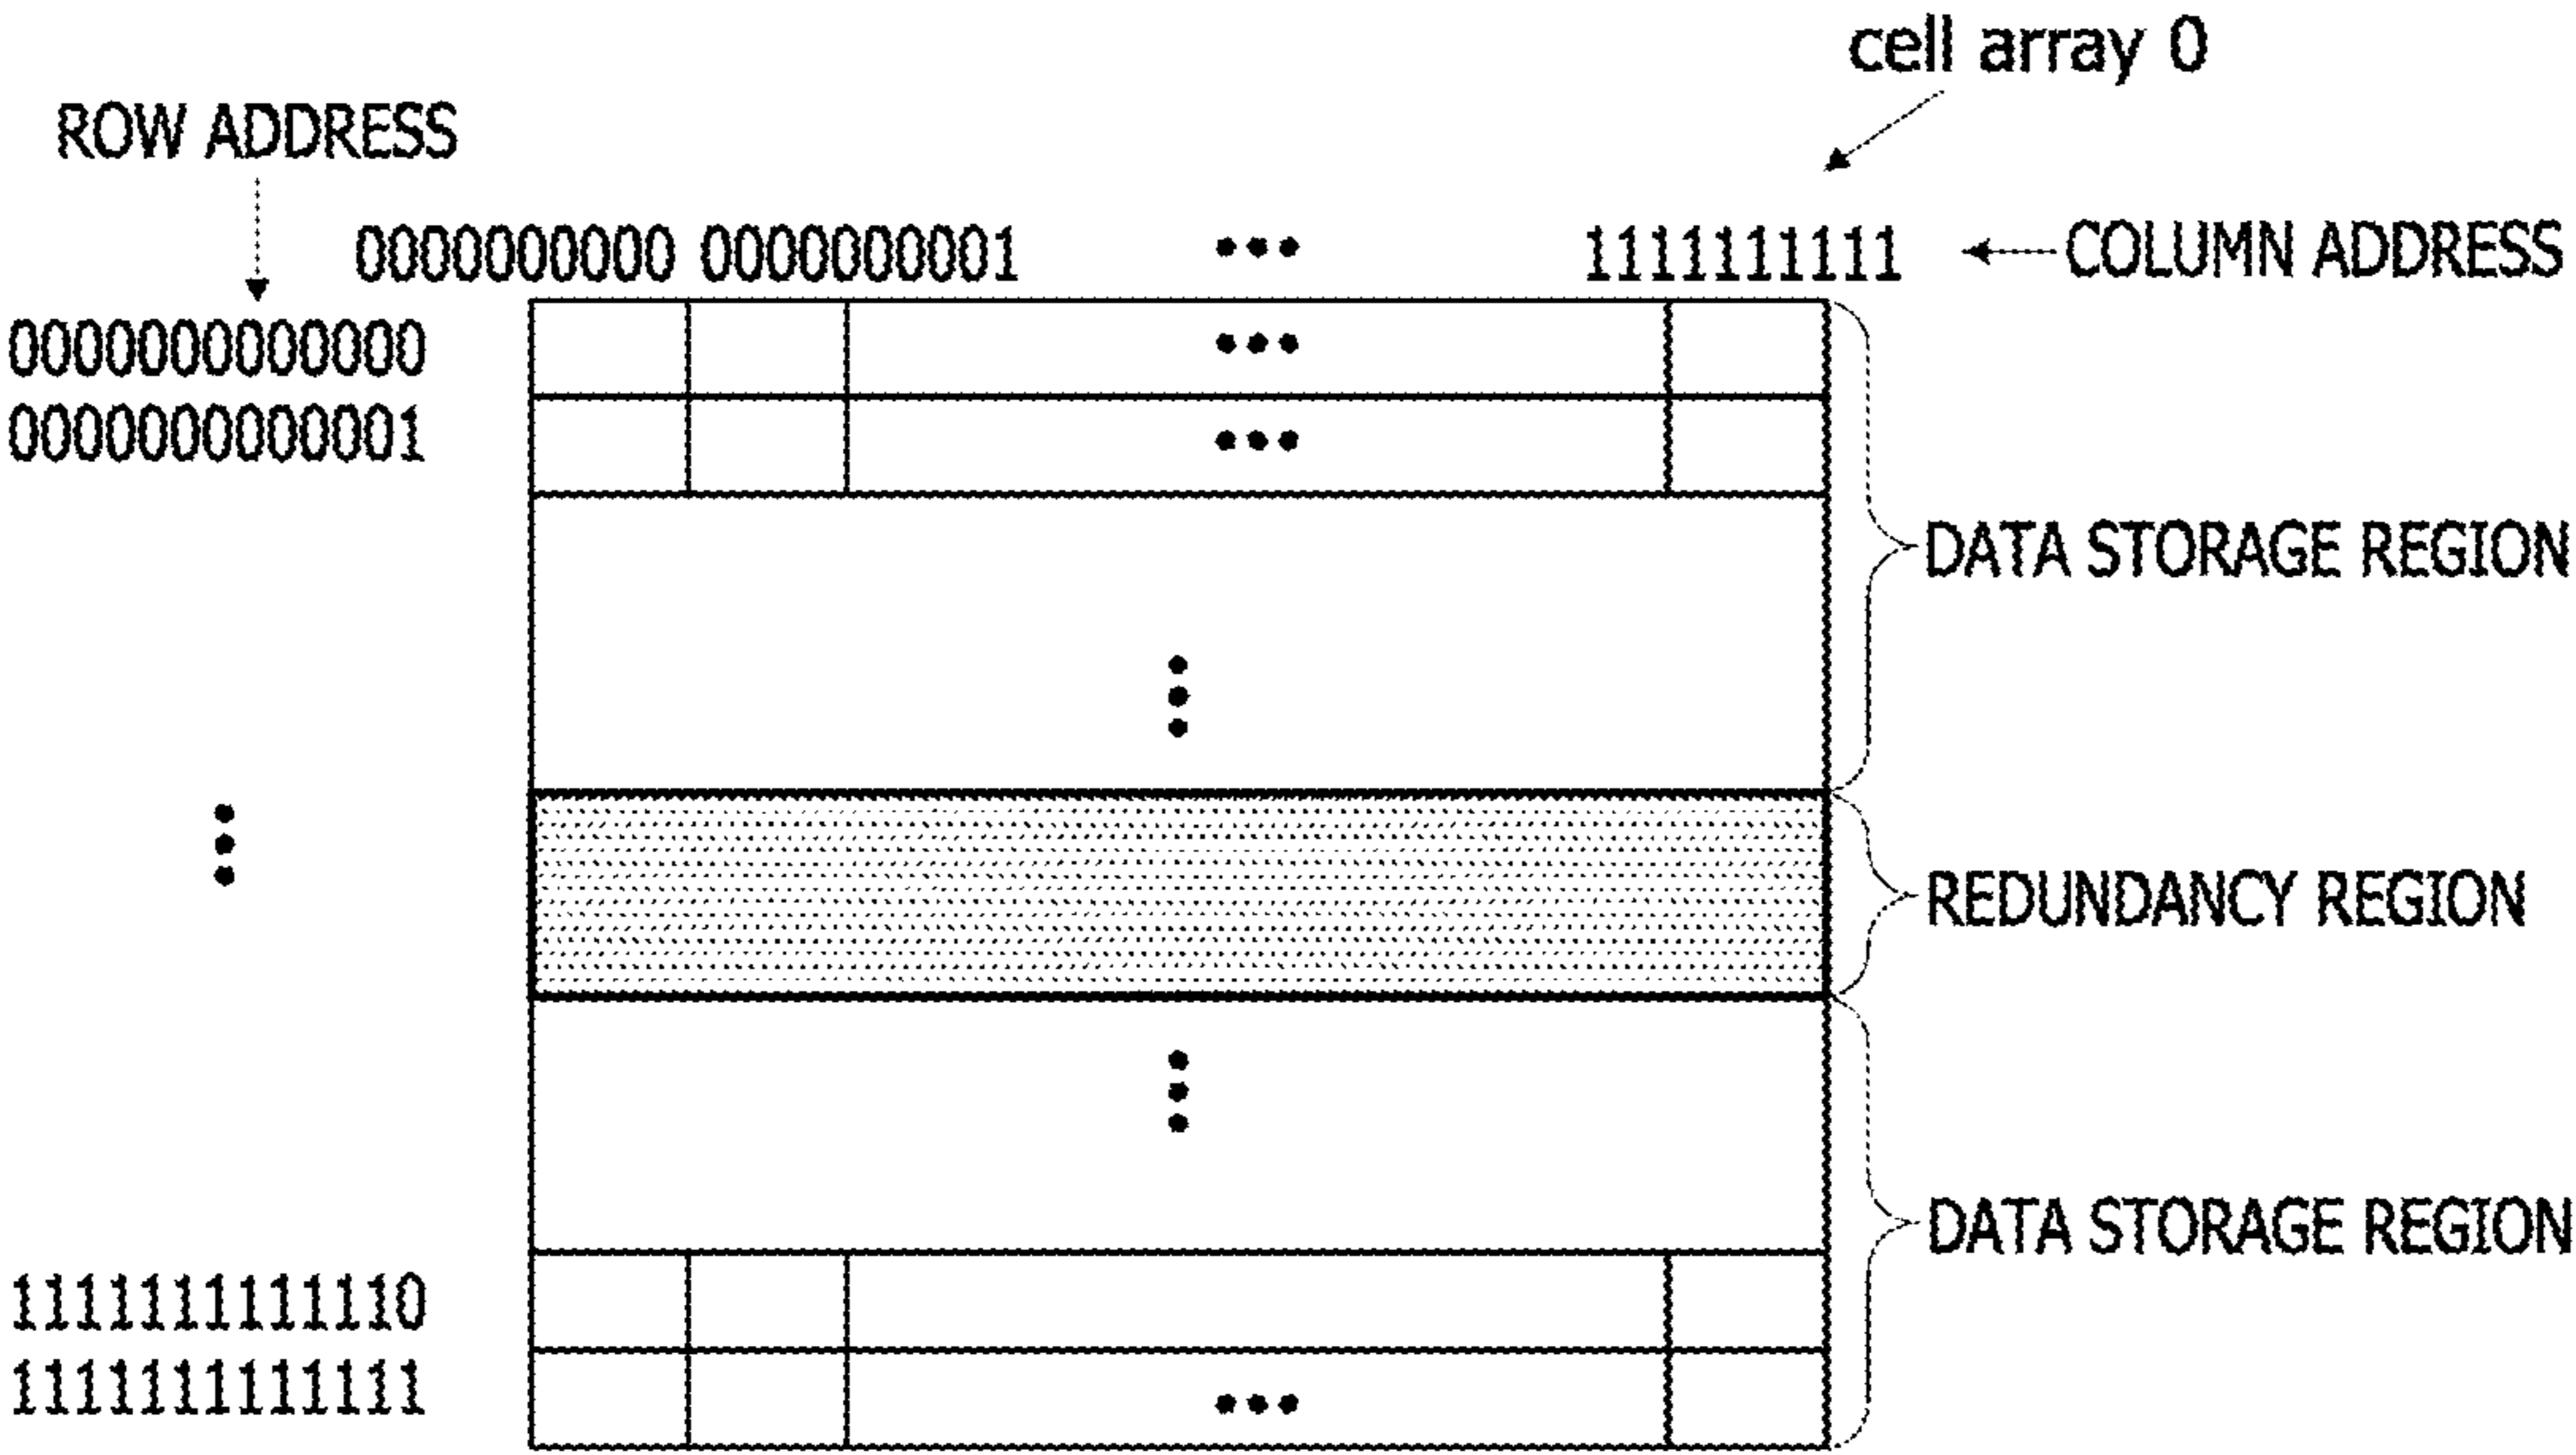 cell array 0
ROW ADDRESS
0000000000 0000000001 ••• 1111111111 COLUMN ADDRESS
0000000000000
0000000000001
DATA STORAGE REGION
REDUNDANCY REGION
DATA STORAGE REGION
1111111111110
1111111111111